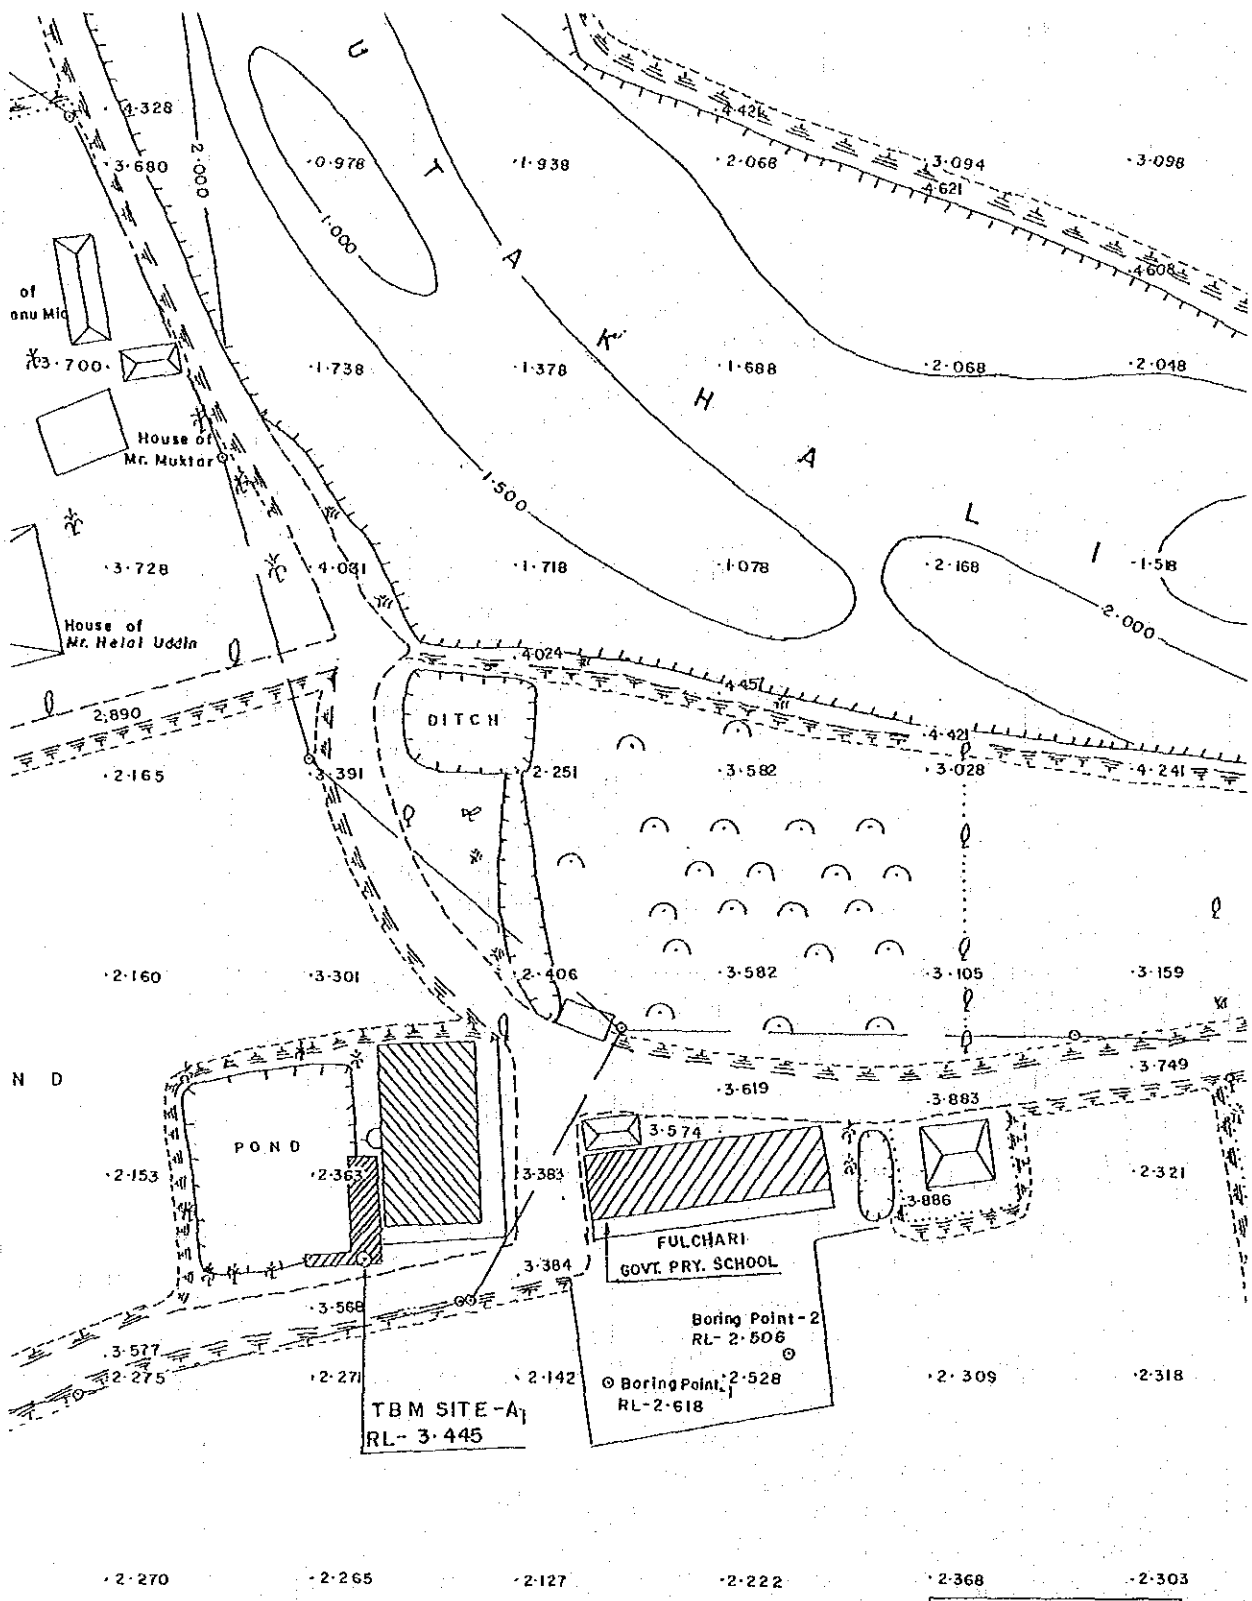 U
T
A
K
H
A
L
I
4.328
4.421
3.680
2.000
0.978
1.938
2.068
3.094
3.098
4.621
1.000
4.608
of
anu Mia
3.700
1.738
1.378
1.688
2.068
2.048
House of
Mr. Muktar
1.500
3.728
4.031
1.718
1.078
2.168
1.518
2.000
House of
Mr. Helal Uddin
4.024
4.451
2.890
DITCH
4.421
2.165
3.391
2.251
3.582
3.028
4.241
2.160
3.301
2.406
3.582
3.105
3.159
N D
3.749
3.619
3.883
3.574
POND
2.153
2.363
3.383
2.321
3.886
FULCHARI
GOVT. PRY. SCHOOL
3.384
3.568
Boring Point-2
RL-2.506
3.577
2.275
2.271
2.142
Boring Point-1
2.528
2.309
2.318
RL-2.618
TBM SITE-A1
RL- 3.445
2.270
2.265
2.127
2.222
2.368
2.303